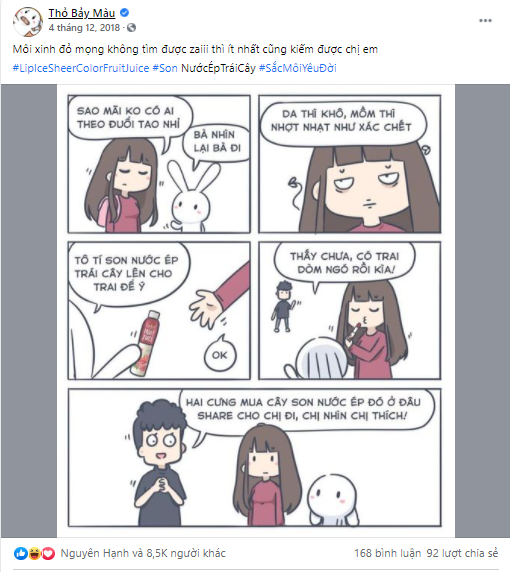 Thỏ Bảy Màu
4 tháng 12, 2018 ·
Môi xinh đỏ mọng không tìm được zaiii thì ít nhất cũng kiếm được chị em
#LipIceSheerColorFruitJuice #Son NướcÉpTráiCây #SắcMôiYêuĐời
SAO MÃI KO CÓ AI
THEO ĐUỔI TAO NHỈ
BÀ NHÌN
LẠI BÀ ĐI
DA THÌ KHÔ, MỒM THÌ
NHỢT NHẠT NHƯ XÁC CHẾT
TÔ TÍ SON NƯỚC ÉP
TRÁI CÂY LÊN CHO
TRAI ĐỂ Ý
OK
THẤY CHƯA, CÓ TRAI
DÒM NGÓ RỒI KÌA!
HAI CƯNG MUA CÂY SON NƯỚC ÉP ĐÓ Ở ĐÂU
SHARE CHO CHỊ ĐI, CHỊ NHÌN CHỊ THÍCH!
Nguyên Hạnh và 8,5K người khác
168 bình luận 92 lượt chia sẻ